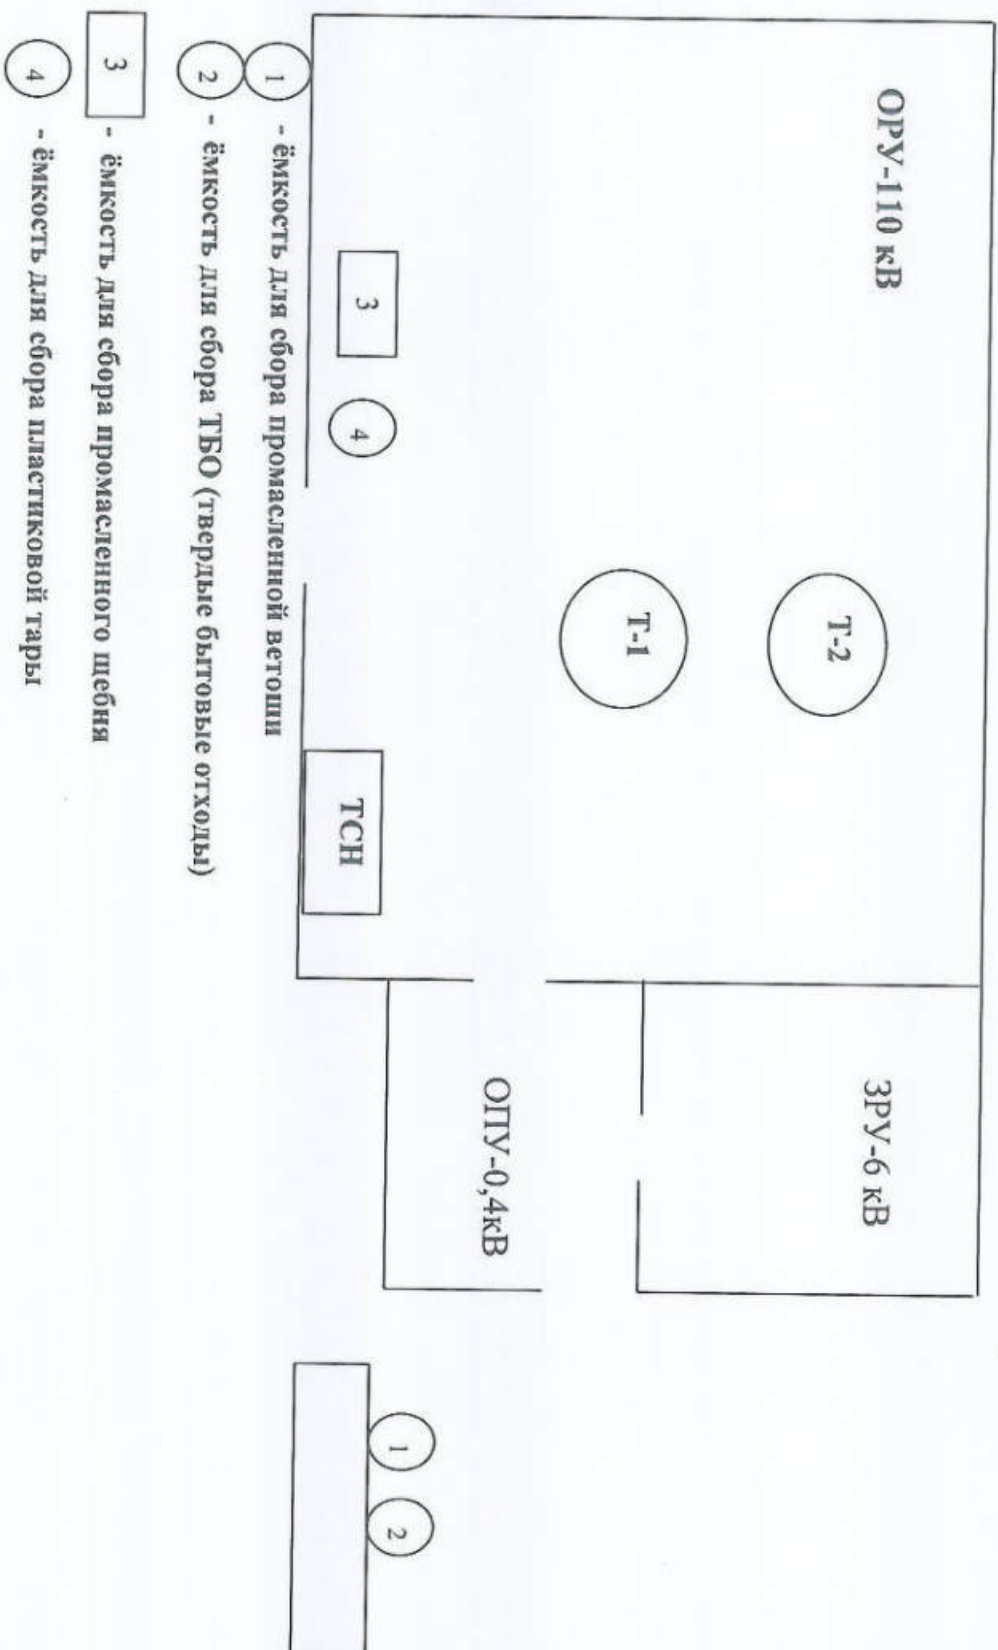 ОРУ-110 кВ
ЗРУ-6 кВ
Т-2
Т-1
ОПУ-0,4кВ
3
4
ТСН
1
2
1 - ёмкость для сбора промасленной ветоши
2 - ёмкость для сбора ТБО (твердые бытовые отходы)
3 - ёмкость для сбора промасленного щебня
4 - ёмкость для сбора пластиковой тары